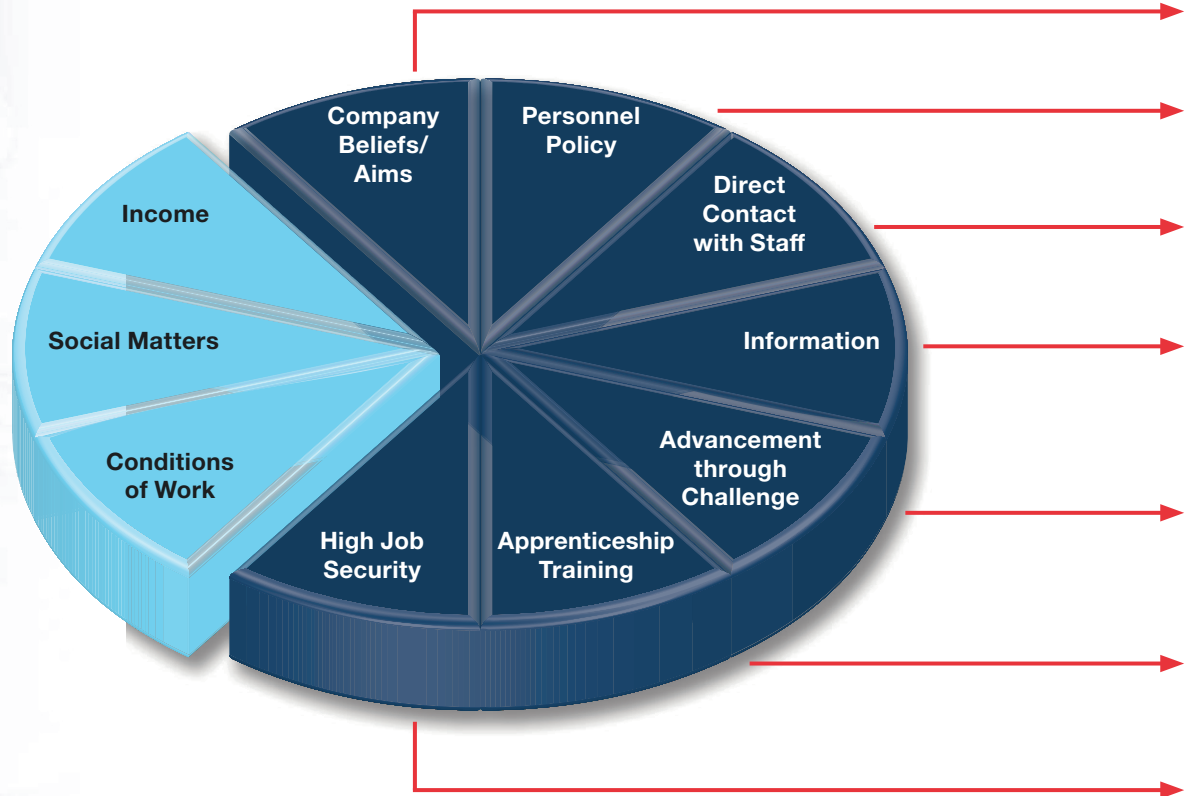 Company
Beliefs/
Aims
Personnel
Policy
Direct
Contact
with Staff
Information
Advancement
through
Challenge
Apprenticeship
Training
High Job
Security
Conditions
of Work
Social Matters
Income